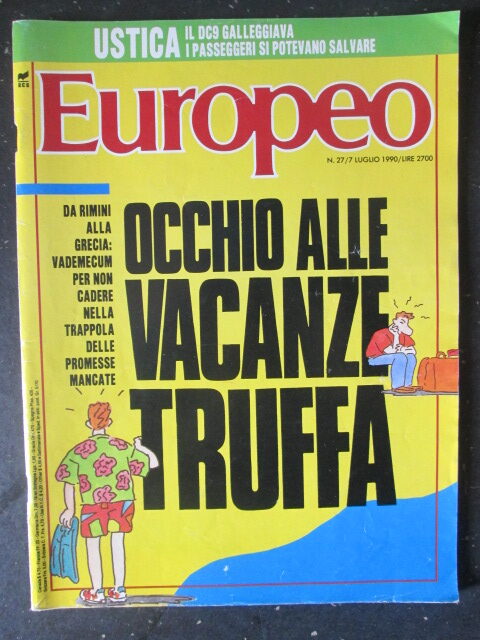 USTICA
IL DC9 GALLEGGIAVA
I PASSEGGERI SI POTEVANO SALVARE
Europeo
N. 27/7 LUGLIO 1990/LIRE 2700
DA RIMINI
ALLA
GRECIA:
VADEMECUM
PER NON
CADERE
NELLA
TRAPPOLA
DELLE
PROMESSE
MANCATE
OCCHIO ALLE
VACANZE
TRUFFA